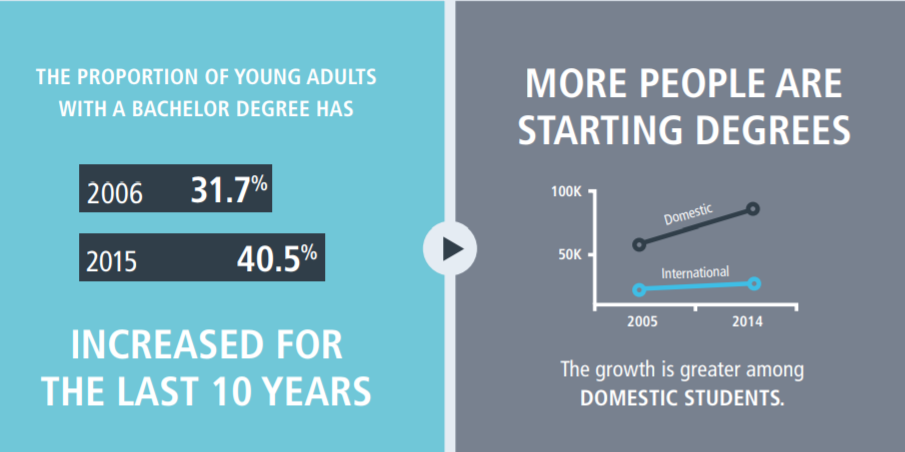 THE PROPORTION OF YOUNG ADULTS
WITH A BACHELOR DEGREE HAS
2006 31.7%
2015 40.5%
INCREASED FOR
THE LAST 10 YEARS
MORE PEOPLE ARE
STARTING DEGREES
100K
Domestic
50K
International
2005 2014
The growth is greater among
DOMESTIC STUDENTS.